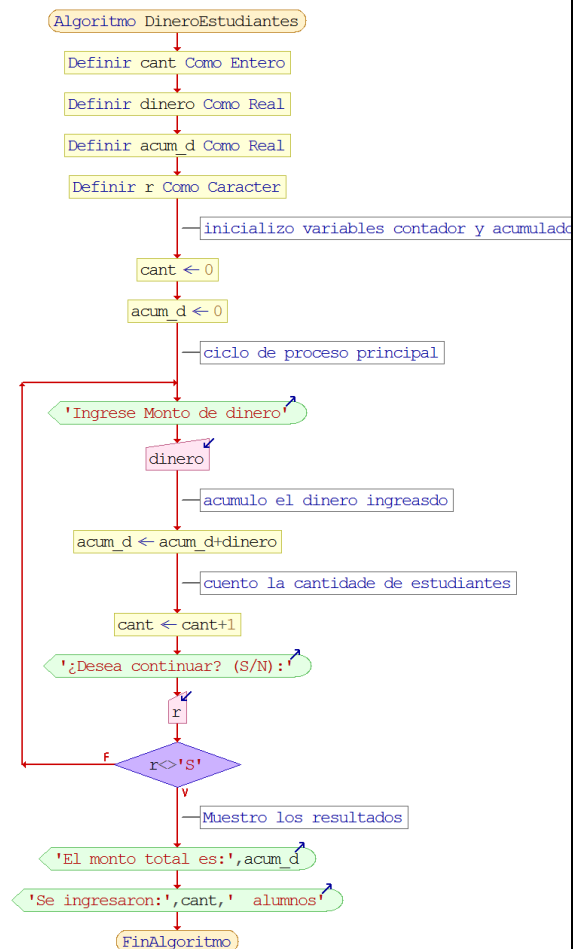 Algoritmo DineroEstudiantes
Definir cant Como Entero
Definir dinero Como Real
Definir acum_d Como Real
Definir r Como Caracter
inicializo variables contador y acumulado
cant ← 0
acum_d ← 0
ciclo de proceso principal
'Ingrese Monto de dinero'
dinero
acumulo el dinero ingreasdo
acum_d ← acum_d+dinero
cuento la cantidade de estudiantes
cant ← cant+1
'¿Desea continuar? (S/N):'
r
F
r<>'S'
V
Muestro los resultados
'El monto total es:',acum_d
'Se ingresaron:',cant,'  alumnos'
FinAlgoritmo